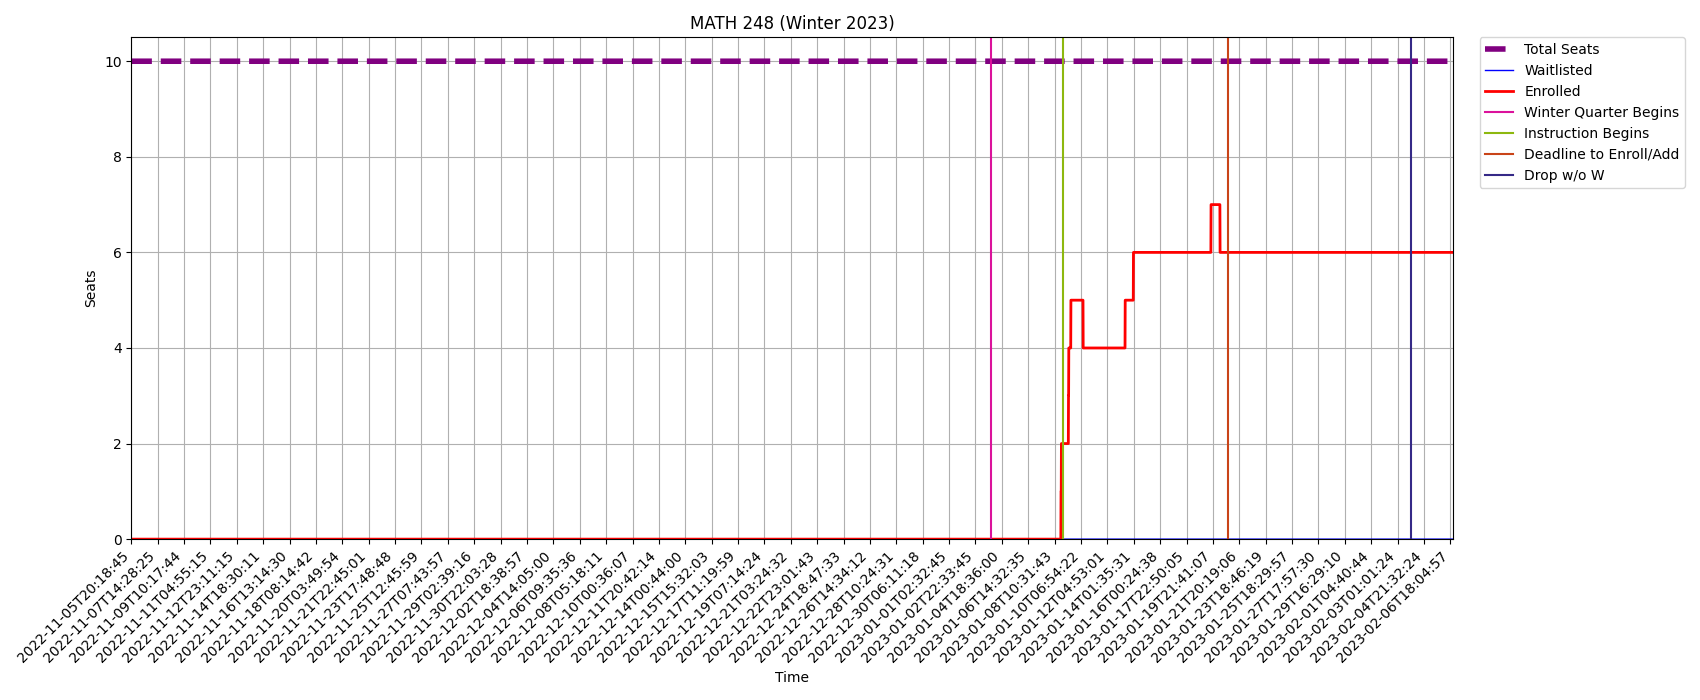 MATH 248 (Winter 2023)
10
8
6
4
2
0
Seats
Total Seats
Waitlisted
Enrolled
Winter Quarter Begins
Instruction Begins
Deadline to Enroll/Add
Drop w/o W
2022-11-05T20:18:45
2022-11-07T14:28:25
2022-11-09T10:17:44
2022-11-11T04:55:15
2022-11-12T23:11:15
2022-11-14T18:30:11
2022-11-16T13:14:30
2022-11-18T08:14:42
2022-11-20T03:49:54
2022-11-21T22:45:01
2022-11-23T17:48:48
2022-11-25T12:45:59
2022-11-27T07:43:57
2022-11-29T02:39:16
2022-11-30T22:03:28
2022-12-02T18:38:57
2022-12-04T14:05:00
2022-12-06T09:35:36
2022-12-08T05:18:11
2022-12-10T00:36:07
2022-12-11T20:42:14
2022-12-14T00:44:00
2022-12-15T15:32:03
2022-12-17T11:19:59
2022-12-19T07:14:24
2022-12-21T03:24:32
2022-12-22T23:01:43
2022-12-24T18:47:33
2022-12-26T14:34:12
2022-12-28T10:24:31
2022-12-30T06:11:18
2023-01-01T02:32:45
2023-01-02T22:33:45
2023-01-04T18:36:00
2023-01-06T14:32:35
2023-01-08T10:31:43
2023-01-10T06:54:22
2023-01-12T04:53:01
2023-01-14T01:35:31
2023-01-16T00:24:38
2023-01-17T22:50:05
2023-01-19T21:41:07
2023-01-21T20:19:06
2023-01-23T18:46:19
2023-01-25T18:29:57
2023-01-27T17:57:30
2023-01-29T16:29:10
2023-02-01T04:40:44
2023-02-03T01:01:24
2023-02-04T21:32:24
2023-02-06T18:04:57
Time